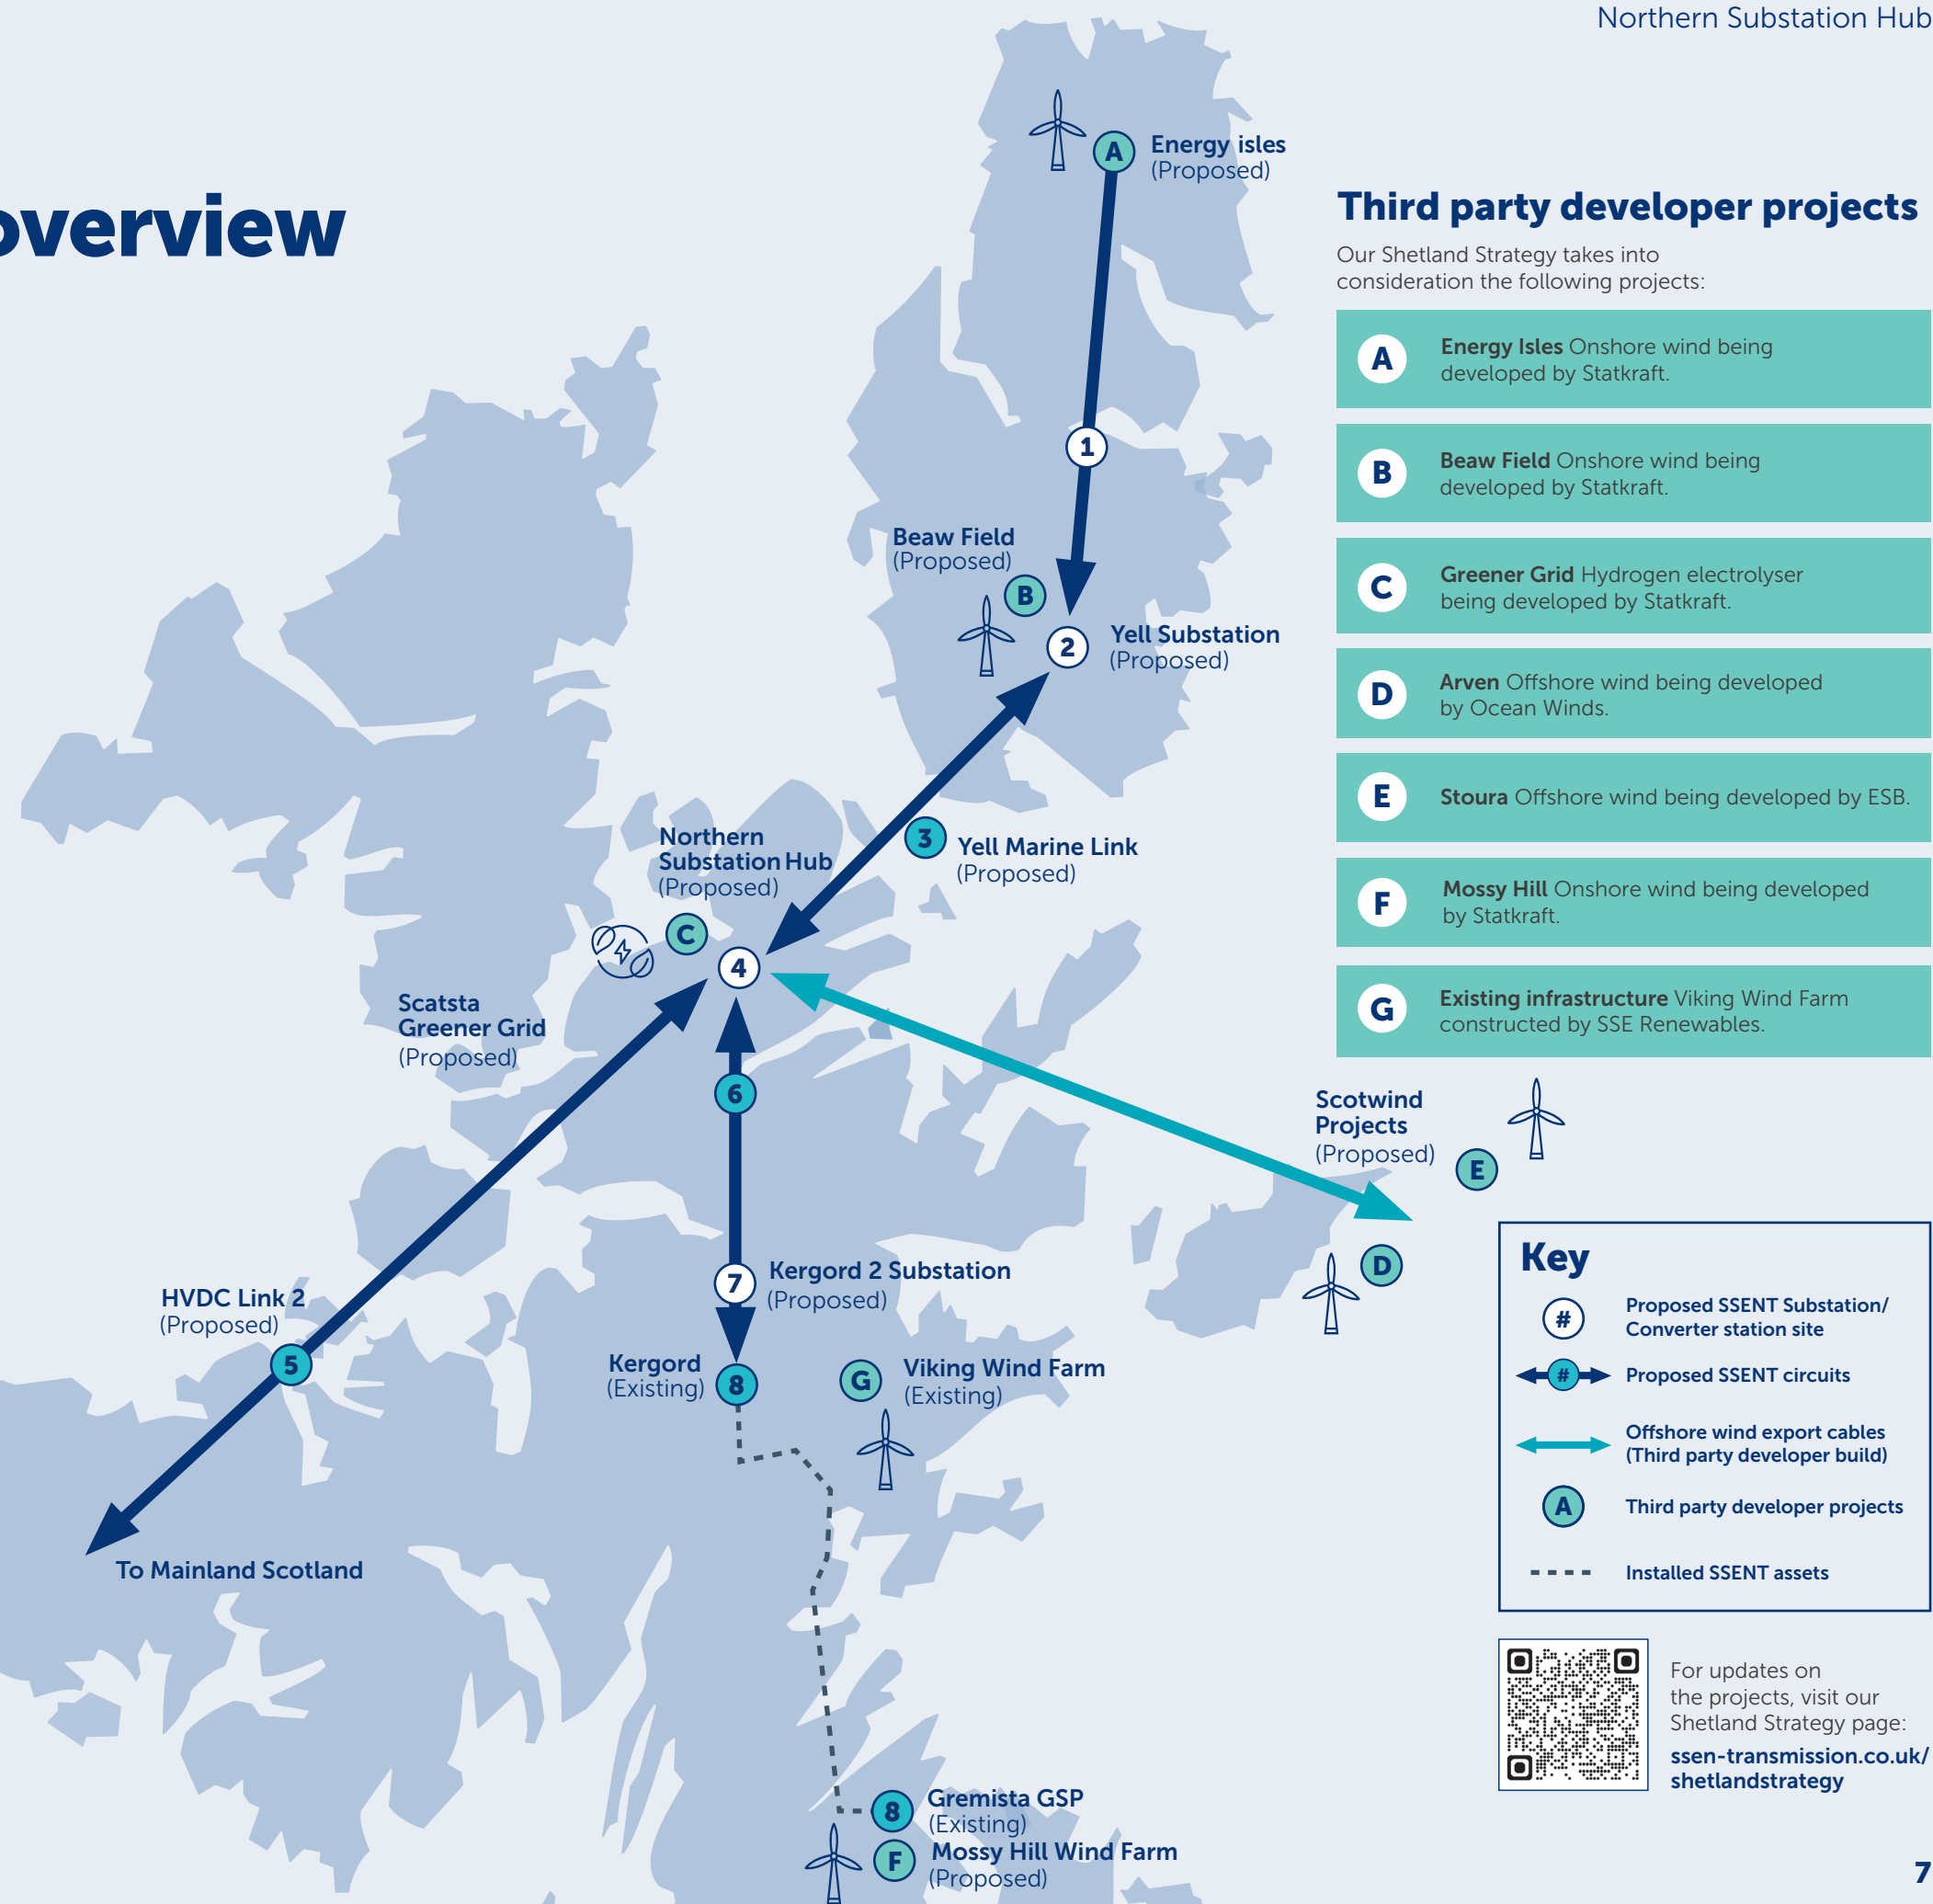 Northern Substation Hub
overview
A
Energy isles
(Proposed)
1
Beaw Field
(Proposed)
B
2
Yell Substation
(Proposed)
3
Yell Marine Link
(Proposed)
Northern
Substation Hub
(Proposed)
C
4
Scatsta
Greener Grid
(Proposed)
6
Scotwind
Projects
(Proposed)
E
D
7
Kergord 2 Substation
(Proposed)
HVDC Link 2
(Proposed)
5
Kergord
(Existing)
8
G
Viking Wind Farm
(Existing)
To Mainland Scotland
8
Gremista GSP
(Existing)
F
Mossy Hill Wind Farm
(Proposed)
Third party developer projects
Our Shetland Strategy takes into
consideration the following projects:
A
Energy Isles Onshore wind being
developed by Statkraft.
B
Beaw Field Onshore wind being
developed by Statkraft.
C
Greener Grid Hydrogen electrolyser
being developed by Statkraft.
D
Arven Offshore wind being developed
by Ocean Winds.
E
Stoura Offshore wind being developed by ESB.
F
Mossy Hill Onshore wind being developed
by Statkraft.
G
Existing infrastructure Viking Wind Farm
constructed by SSE Renewables.
Key
#
Proposed SSENT Substation/
Converter station site
#
Proposed SSENT circuits
Offshore wind export cables
(Third party developer build)
A
Third party developer projects
Installed SSENT assets
For updates on
the projects, visit our
Shetland Strategy page:
ssen-transmission.co.uk/
shetlandstrategy
7